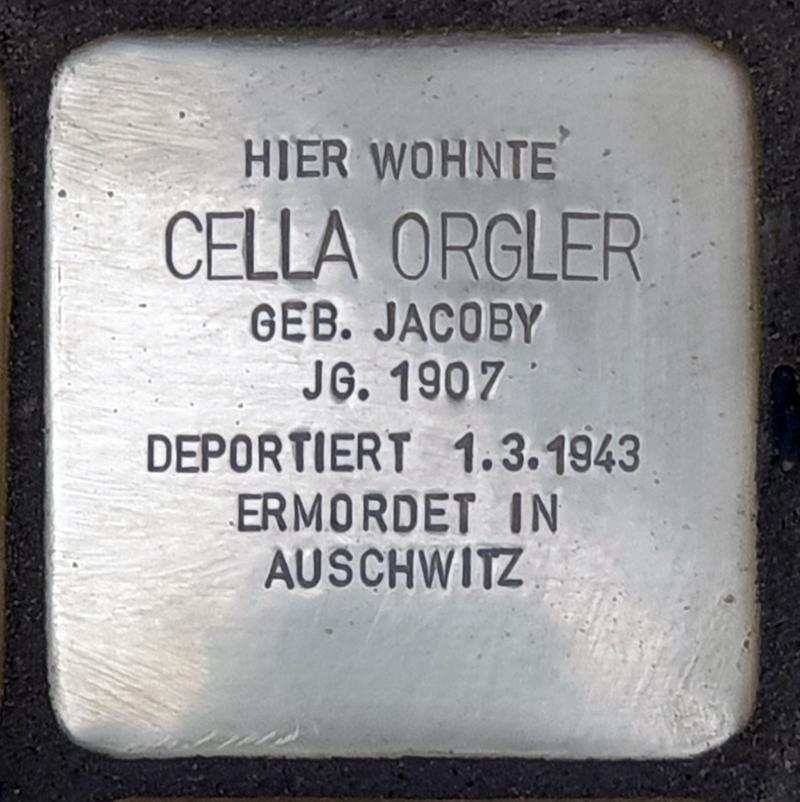 HIER WOHNTE
CELLA ORGLER
GEB. JACOBY
JG. 1907
DEPORTIERT 1.3.1943
ERMORDET IN
AUSCHWITZ